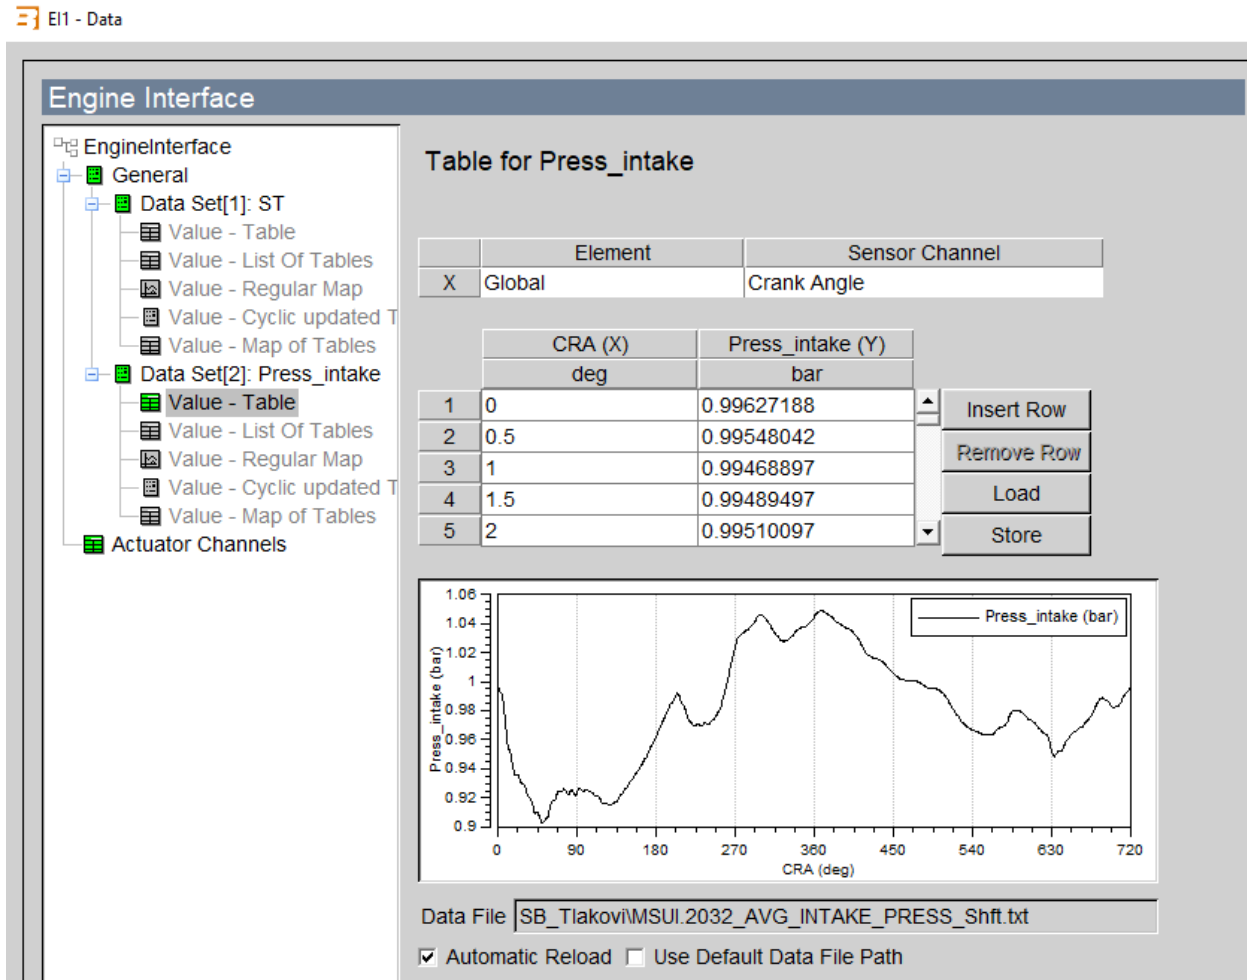 EI1 - Data
Engine Interface
EngineInterface
General
Data Set[1]: ST
Value - Table
Value - List Of Tables
Value - Regular Map
Value - Cyclic updated T
Value - Map of Tables
Data Set[2]: Press_intake
Value - Table
Value - List Of Tables
Value - Regular Map
Value - Cyclic updated T
Value - Map of Tables
Actuator Channels
Table for Press_intake
Element Sensor Channel
X Global Crank Angle
CRA (X) Press_intake (Y)
deg bar
1 0 0.99627188
2 0.5 0.99548042
3 1 0.99468897
4 1.5 0.99489497
5 2 0.99510097
Insert Row
Remove Row
Load
Store
Press_intake (bar)
1.06
1.04
1.02
1
0.98
0.96
0.94
0.92
0.9
Press_intake (bar)
0 90 180 270 360 450 540 630 720
CRA (deg)
Data File SB_Tlakovi\MSUI.2032_AVG_INTAKE_PRESS_Shft.txt
Automatic Reload Use Default Data File Path